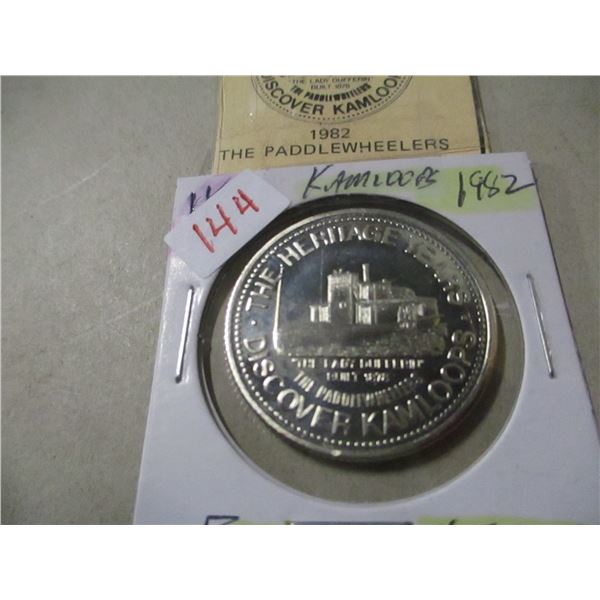 "THE LADY DUFFERIN"
BUILT 1878
THE PADDLEWHEELERS
DISCOVER KAMLOOPS
1982
THE PADDLEWHEELERS
KAMLOOPS 1982
144
· THE HERITAGE YEARS ·
"THE LADY DUFFERIN"
BUILT 1878
THE PADDLEWHEELERS
DISCOVER KAMLOOPS